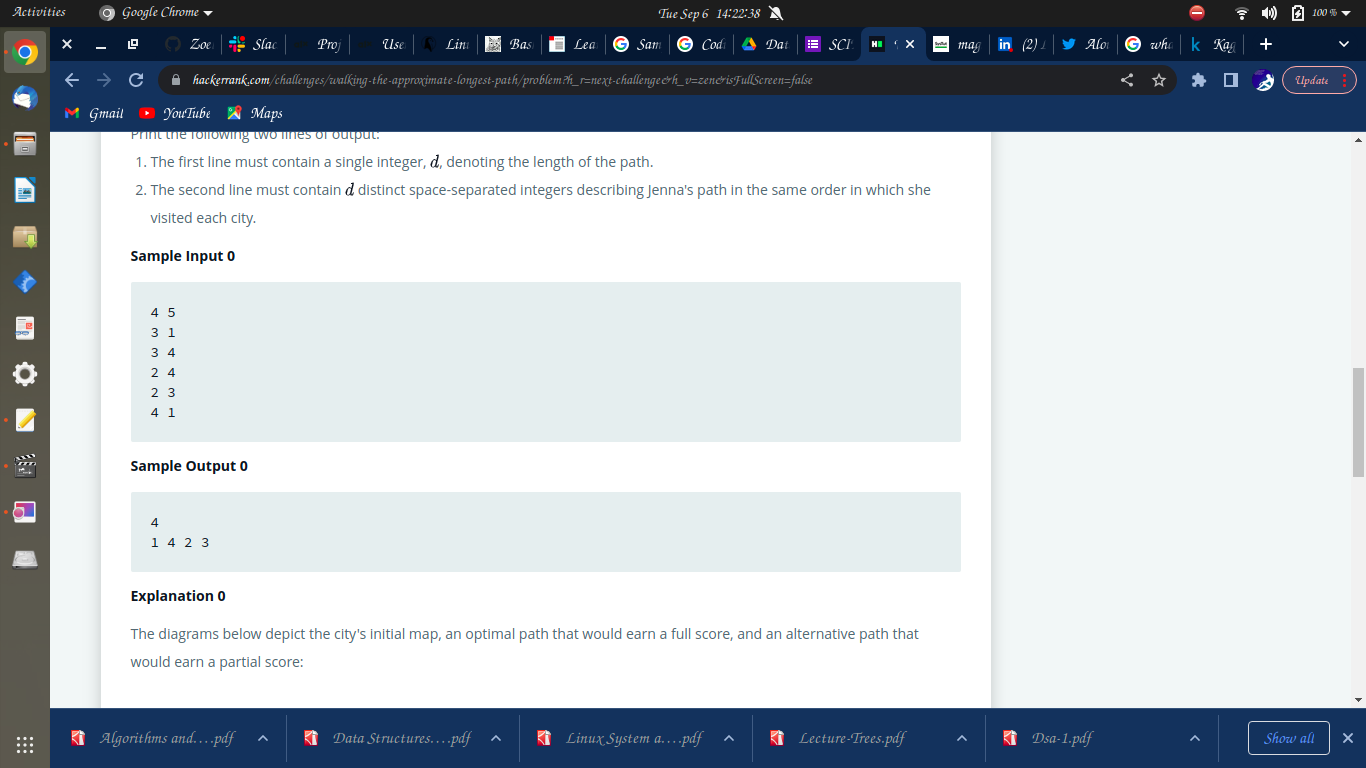 Activities
Google Chrome
Tue Sep 6 14:22:38
100 %
Zoe
Slac
Proj
Use
Lin
Bas
Lea
Sam
Cod
Dat
SCI
mag
(2)
Alo
wha
Kag
hackerrank.com/challenges/walking-the-approximate-longest-path/problem?h_r=next-challenge&h_v=zen&isFullScreen=false
Update
Gmail
YouTube
Maps
Print the following two lines of output:
1. The first line must contain a single integer, d, denoting the length of the path.
2. The second line must contain d distinct space-separated integers describing Jenna's path in the same order in which she
visited each city.
Sample Input 0
4 5
3 1
3 4
2 4
2 3
4 1
Sample Output 0
4
1 4 2 3
Explanation 0
The diagrams below depict the city's initial map, an optimal path that would earn a full score, and an alternative path that
would earn a partial score:
Algorithms and....pdf
Data Structures....pdf
Linux System a....pdf
Lecture-Trees.pdf
Dsa-1.pdf
Show all